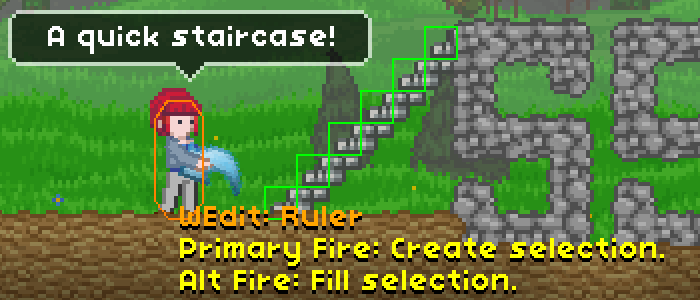 A quick staircase!
WEdit: Ruler
Primary Fire: Create selection.
Alt Fire: Fill selection.